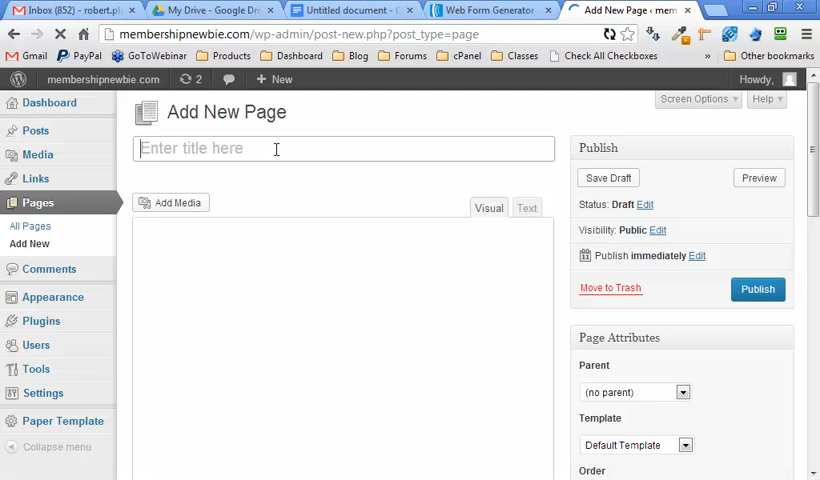 Inbox (852) - robert.pl
My Drive - Google Dri
Untitled document - G
Web Form Generator
Add New Page ‹ mem
membershipnewbie.com/wp-admin/post-new.php?post_type=page
Gmail PayPal GoToWebinar Products Dashboard Blog Forums cPanel Classes Check All Checkboxes » Other bookmarks
membershipnewbie.com 2 + New Howdy,
Screen Options Help
Dashboard
Posts
Media
Links
Pages
All Pages
Add New
Comments
Appearance
Plugins
Users
Tools
Settings
Paper Template
Collapse menu
Add New Page
Enter title here
Add Media
Visual Text
Publish
Save Draft Preview
Status: Draft Edit
Visibility: Public Edit
Publish immediately Edit
Move to Trash Publish
Page Attributes
Parent
(no parent)
Template
Default Template
Order